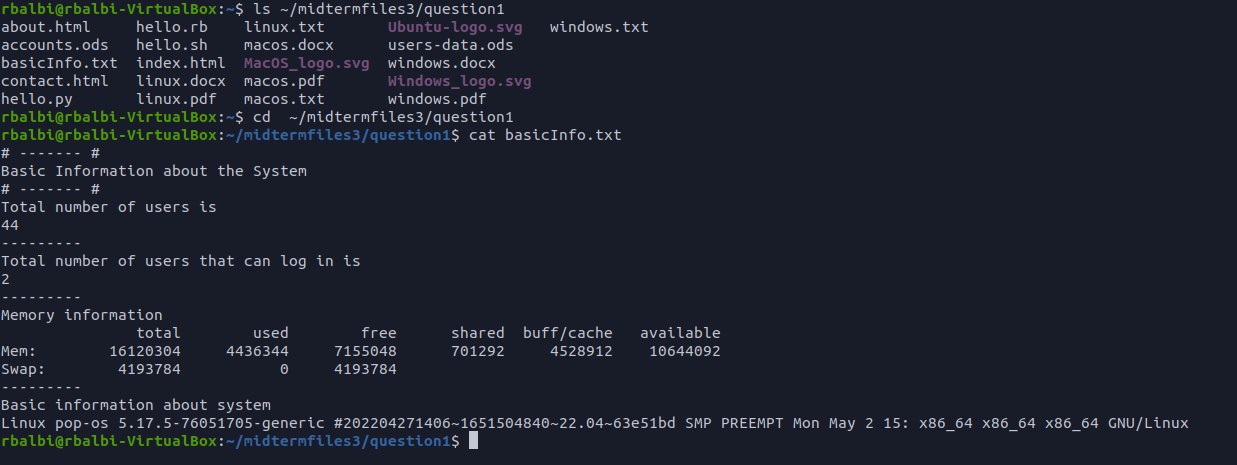 rbalbi@rbalbi-VirtualBox:~$ ls ~/midtermfiles3/question1
about.html     hello.rb    linux.txt       Ubuntu-logo.svg   windows.txt
accounts.ods   hello.sh    macos.docx      users-data.ods
basicInfo.txt  index.html  MacOS_logo.svg  windows.docx
contact.html   linux.docx  macos.pdf       Windows_logo.svg
hello.py       linux.pdf   macos.txt       windows.pdf
rbalbi@rbalbi-VirtualBox:~$ cd  ~/midtermfiles3/question1
rbalbi@rbalbi-VirtualBox:~/midtermfiles3/question1$ cat basicInfo.txt
# ------- #
Basic Information about the System
# ------- #
Total number of users is
44
---------
Total number of users that can log in is
2
---------
Memory information
               total        used        free      shared  buff/cache   available
Mem:        16120304     4436344     7155048      701292     4528912    10644092
Swap:        4193784           0     4193784
---------
Basic information about system
Linux pop-os 5.17.5-76051705-generic #202204271406~1651504840~22.04~63e51bd SMP PREEMPT Mon May 2 15: x86_64 x86_64 x86_64 GNU/Linux
rbalbi@rbalbi-VirtualBox:~/midtermfiles3/question1$